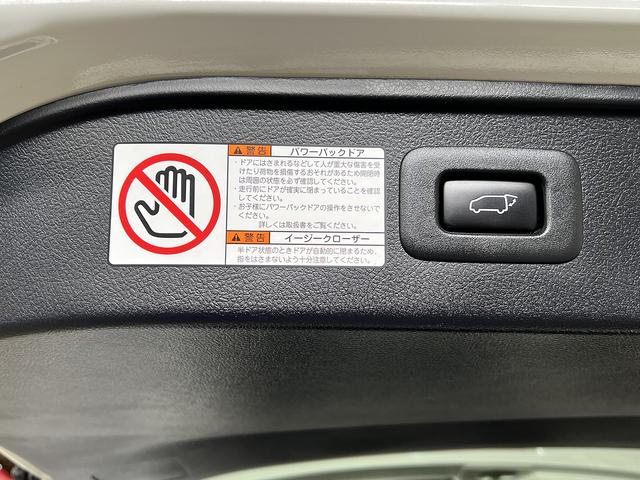 警告 パワーバックドア
・ドアにはさまれるなどして人が重大な傷害を受
けたり荷物を損傷するおそれがあるため開閉時
は周囲の状態を必ず確認してください。
・走行前にドアが確実に閉まっていることを確認
してください。
・お子様にパワーバックドアの操作をさせないで
ください。
詳しくは取扱書をご覧ください。
警告 イージークローザー
半ドア状態のときドアが自動的に閉まるため、
指をはさまないよう十分注意してください。